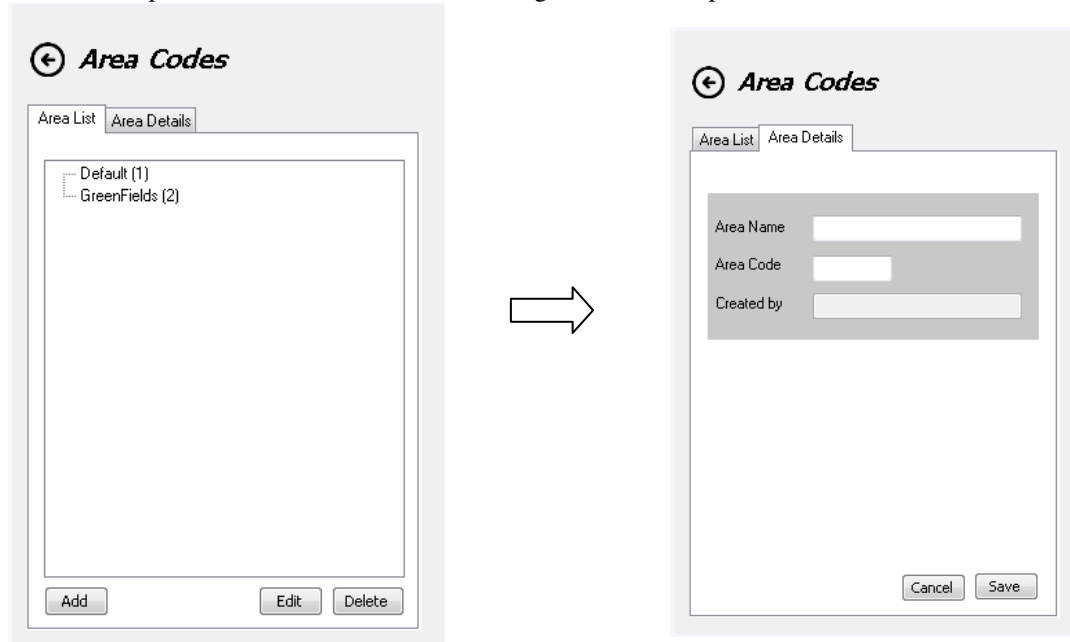 Area Codes
Area List Area Details
Default (1)
GreenFields (2)
Add Edit Delete
Area Codes
Area List Area Details
Area Name
Area Code
Created by
Cancel Save